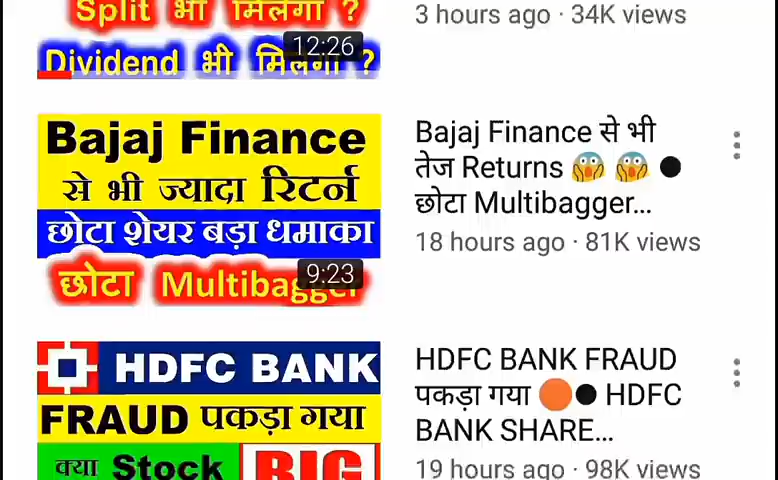 Split भी मिलेगा ?
Dividend भी मिलेगा ?
12:26
3 hours ago · 34K views
Bajaj Finance
से भी ज्यादा रिटर्न
छोटा शेयर बड़ा धमाका
छोटा Multibagger
9:23
Bajaj Finance से भी
तेज Returns 😱 😱 ●
छोटा Multibagger...
18 hours ago · 81K views
HDFC BANK
FRAUD पकड़ा गया
क्या Stock BIG
HDFC BANK FRAUD
पकड़ा गया 🟠● HDFC
BANK SHARE...
19 hours ago · 98K views